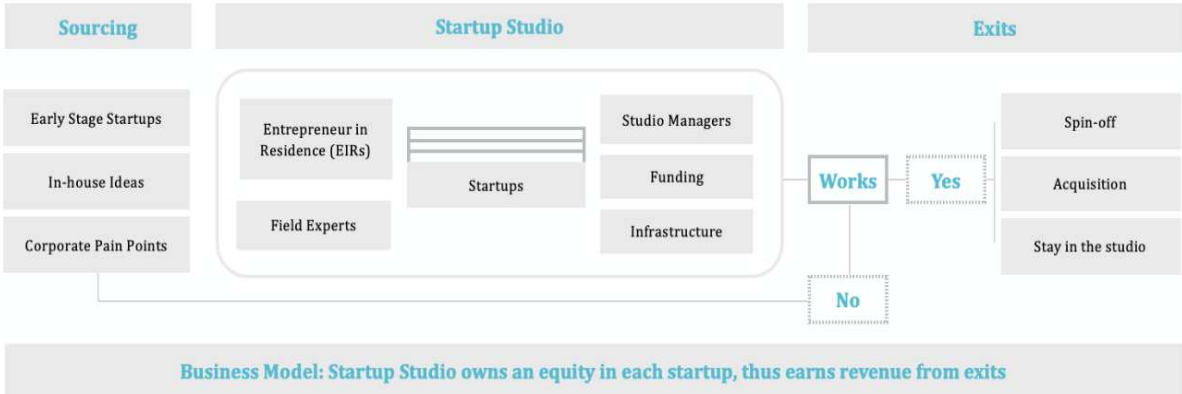 Sourcing
Startup Studio
Exits
Early Stage Startups
In-house Ideas
Corporate Pain Points
Entrepreneur in
Residence (EIRs)
Field Experts
Startups
Studio Managers
Funding
Infrastructure
Works
Yes
No
Spin-off
Acquisition
Stay in the studio
Business Model: Startup Studio owns an equity in each startup, thus earns revenue from exits